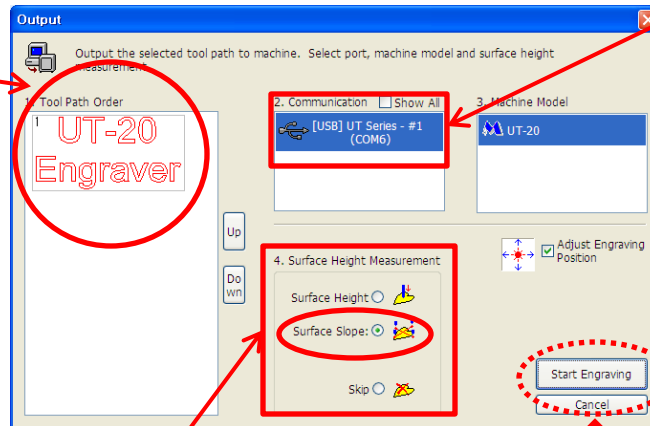 Output
Output the selected tool path to machine. Select port, machine model and surface height
measurement.
1. Tool Path Order
2. Communication
Show All
3. Machine Model
1
UT-20
Engraver
[USB] UT Series - #1
(COM6)
UT-20
Up
Do
wn
Adjust Engraving
Position
4. Surface Height Measurement
Surface Height
Surface Slope:
Skip
Start Engraving
Cancel